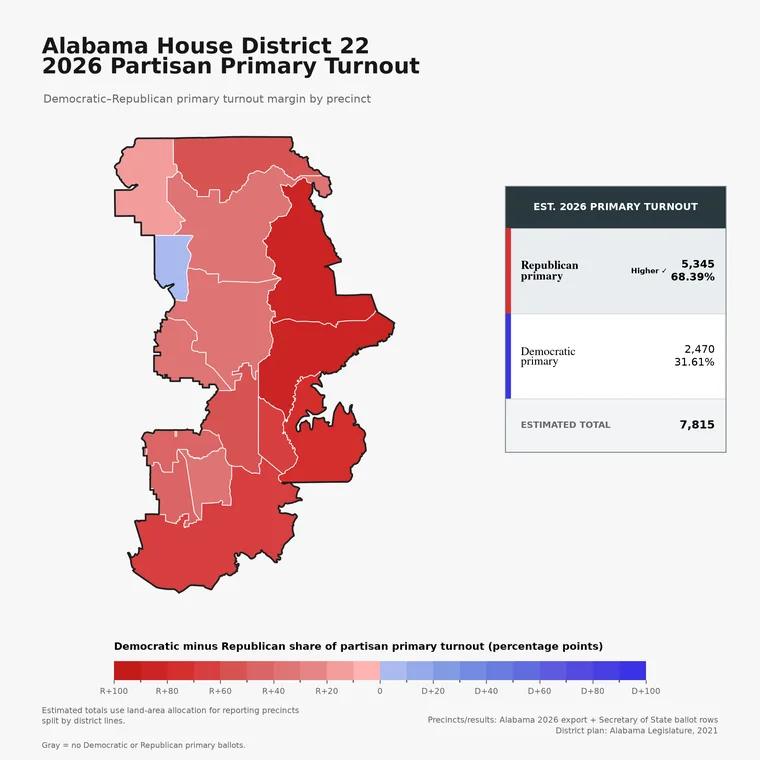 Alabama House District 22
2026 Partisan Primary Turnout
Democratic–Republican primary turnout margin by precinct
EST. 2026 PRIMARY TURNOUT
Republican
primary
Higher ✓
5,345
68.39%
Democratic
primary
2,470
31.61%
ESTIMATED TOTAL
7,815
Democratic minus Republican share of partisan primary turnout (percentage points)
R+100 R+80 R+60 R+40 R+20 0 D+20 D+40 D+60 D+80 D+100
Estimated totals use land-area allocation for reporting precincts
split by district lines.
Gray = no Democratic or Republican primary ballots.
Precincts/results: Alabama 2026 export + Secretary of State ballot rows
District plan: Alabama Legislature, 2021